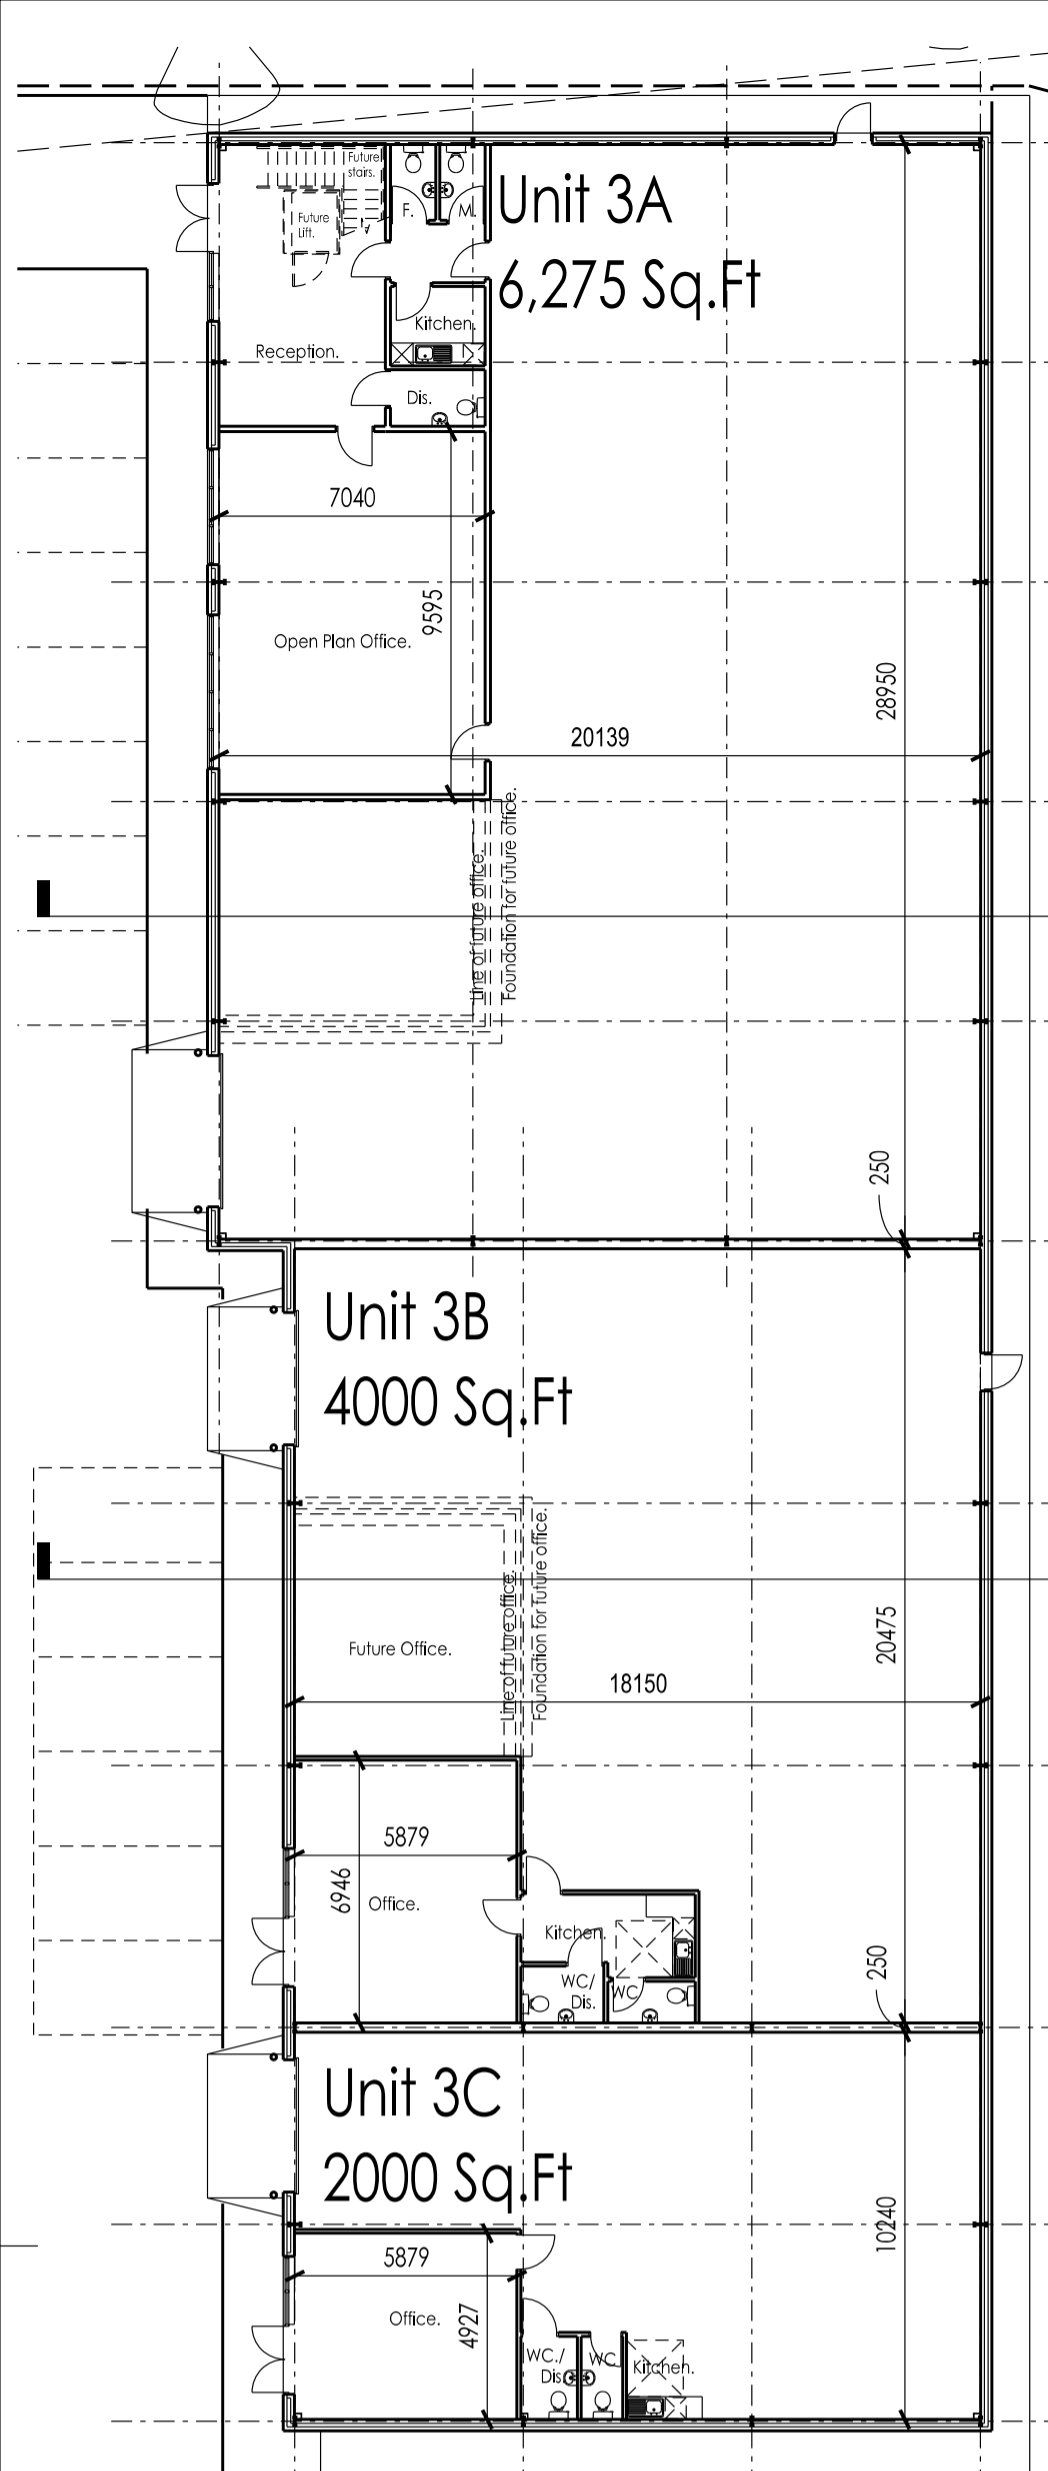 Future
stairs.
F.
M.
Unit 3A
6,275 Sq.Ft
Future
Lift.
Kitchen.
Reception.
Dis.
7040
9595
Open Plan Office.
28950
20139
Line of future office.
Foundation for future office.
250
Unit 3B
4000 Sq.Ft
Line of future office.
Foundation for future office.
Future Office.
20475
18150
5879
6946
Office.
Kitchen.
WC/
Dis.
WC
250
Unit 3C
2000 Sq.Ft
10240
5879
4927
Office.
WC./
Dis.
WC
Kitchen.